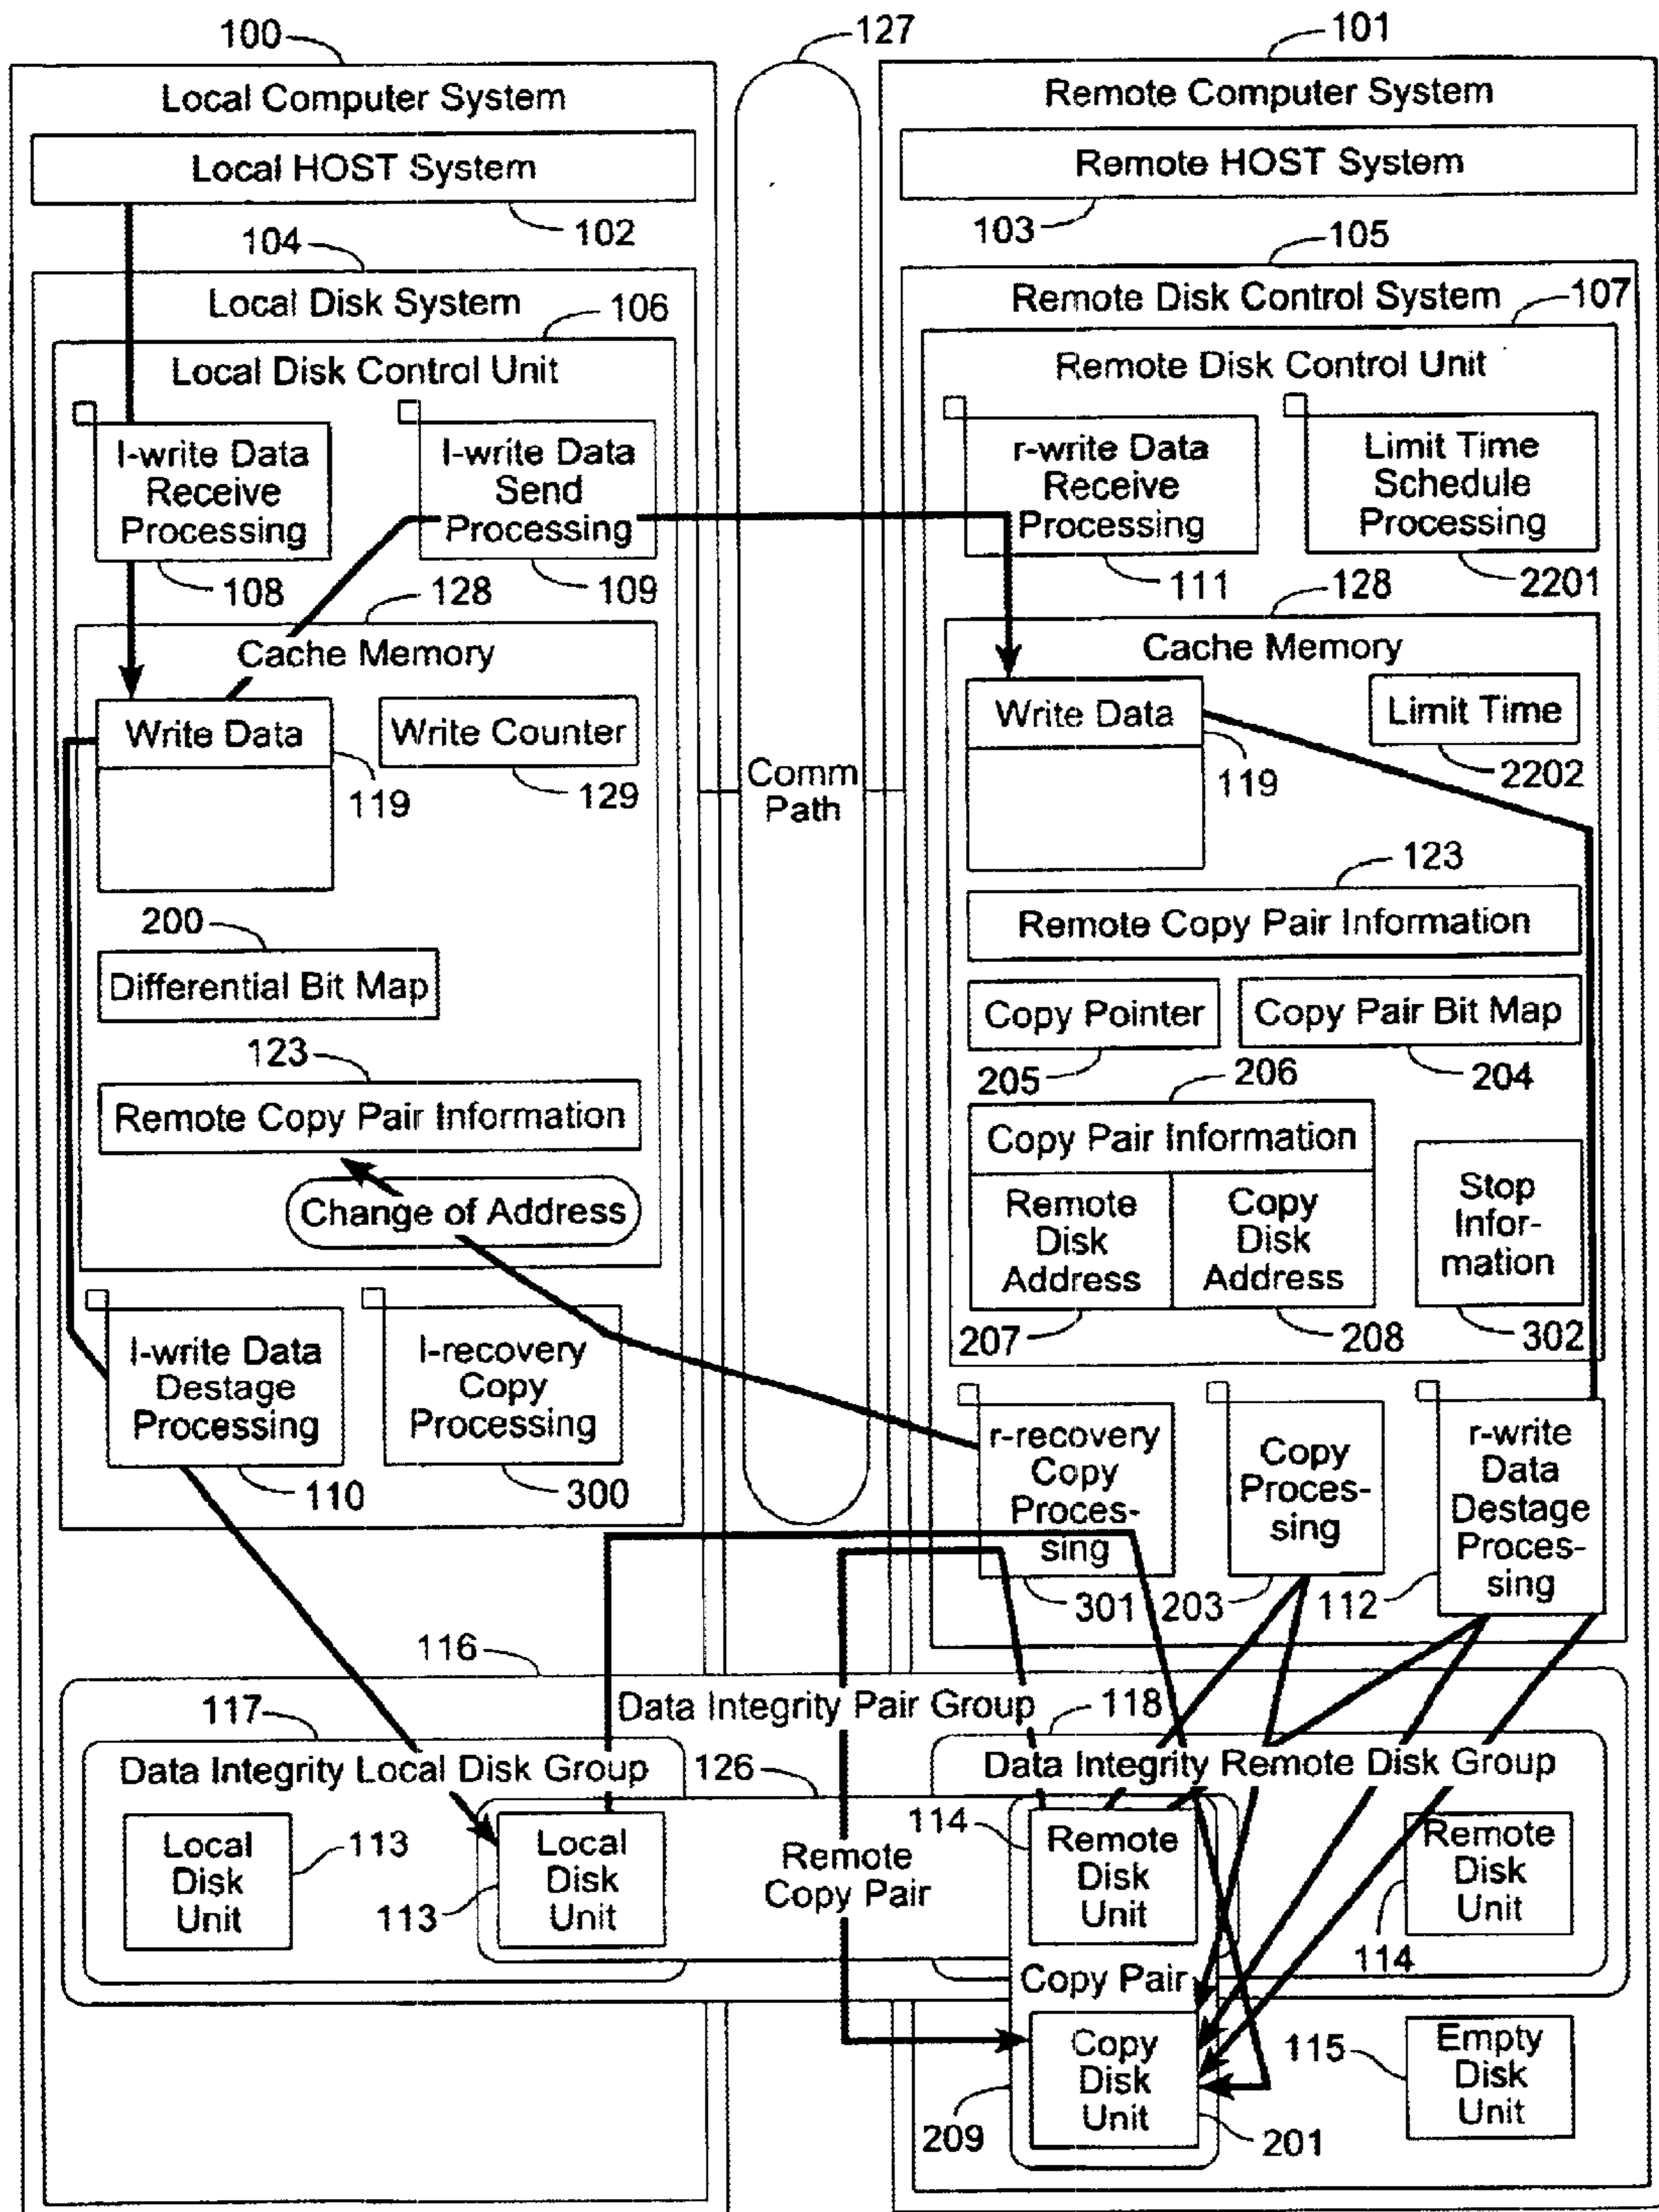 100
127
101
Local Computer System
Remote Computer System
Local HOST System
Remote HOST System
102
103
104
105
Local Disk System
Remote Disk Control System
106
107
Local Disk Control Unit
Remote Disk Control Unit
l-write Data
Receive
Processing
l-write Data
Send
Processing
r-write Data
Receive
Processing
Limit Time
Schedule
Processing
108
128
109
111
128
2201
Cache Memory
Cache Memory
Write Data
Write Counter
Write Data
Limit Time
119
129
Comm
Path
119
2202
123
200
Remote Copy Pair Information
Differential Bit Map
Copy Pointer
Copy Pair Bit Map
123
205
206
204
Remote Copy Pair Information
Copy Pair Information
Change of Address
Remote
Disk
Address
Copy
Disk
Address
Stop
Infor-
mation
207
208
302
l-write Data
Destage
Processing
l-recovery
Copy
Processing
r-recovery
Copy
Proces-
sing
Copy
Proces-
sing
r-write
Data
Destage
Proces-
sing
110
300
301
203
112
116
117
Data Integrity Pair Group
118
Data Integrity Local Disk Group
126
Data Integrity Remote Disk Group
Local
Disk
Unit
113
113
Local
Disk
Unit
Remote
Copy Pair
114
Remote
Disk
Unit
Remote
Disk
Unit
114
Copy Pair
Copy
Disk
Unit
115
Empty
Disk
Unit
209
201